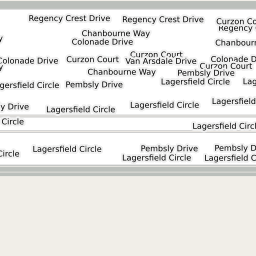 Regency Crest Drive Regency Crest Drive Curzon Co
Regency
Chanbourne Way
Colonade Drive Chanbourn
Curzon Court
Colonade Drive Curzon Court Van Arsdale Drive Colonade D
Curzon Court
Chanbourne Way Pembsly Drive
gersfield Circle Pembsly Drive Lagersfield Circle Lag
y Drive Lagersfield Circle Lagersfield Circle Lagersfield
Circle Lagersfield Circle
Circle Lagersfield Circle Pembsly Drive Pembsly D
Lagersfield Circle Lagersfield C